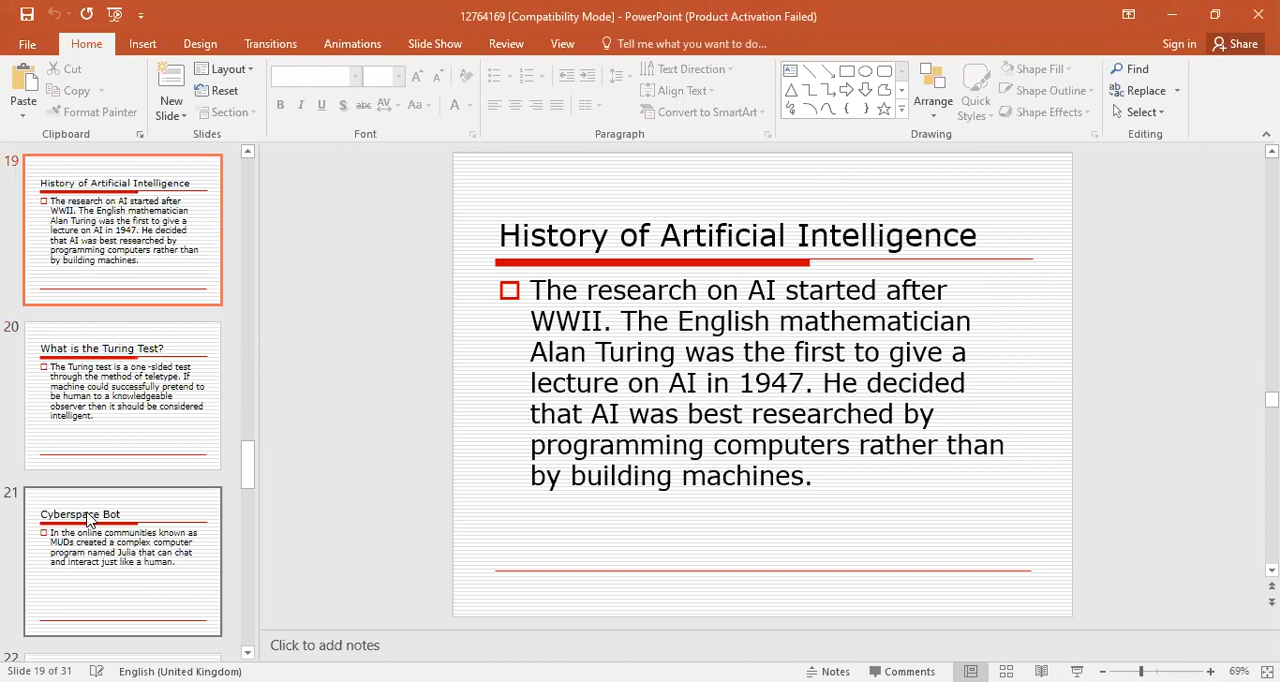 12764169 [Compatibility Mode] - PowerPoint (Product Activation Failed)
File Home Insert Design Transitions Animations Slide Show Review View Tell me what you want to do... Sign in Share
Paste
Cut
Copy
Format Painter
Clipboard
New Slide
Layout
Reset
Section
Slides
B I U S abc AV Aa A
Font
Text Direction
Align Text
Convert to SmartArt
Paragraph
Arrange
Quick Styles
Shape Fill
Shape Outline
Shape Effects
Drawing
Find
Replace
Select
Editing
19
History of Artificial Intelligence
The research on AI started after
WWII. The English mathematician
Alan Turing was the first to give a
lecture on AI in 1947. He decided
that AI was best researched by
programming computers rather than
by building machines.
20
What is the Turing Test?
The Turing test is a one -sided test
through the method of teletype. If
machine could successfully pretend to
be human to a knowledgeable
observer then it should be considered
intelligent.
21
Cyberspace Bot
In the online communities known as
MUDs created a complex computer
program named Julia that can chat
and interact just like a human.
22
History of Artificial Intelligence
The research on AI started after
WWII. The English mathematician
Alan Turing was the first to give a
lecture on AI in 1947. He decided
that AI was best researched by
programming computers rather than
by building machines.
Click to add notes
Slide 19 of 31 English (United Kingdom) Notes Comments 69%